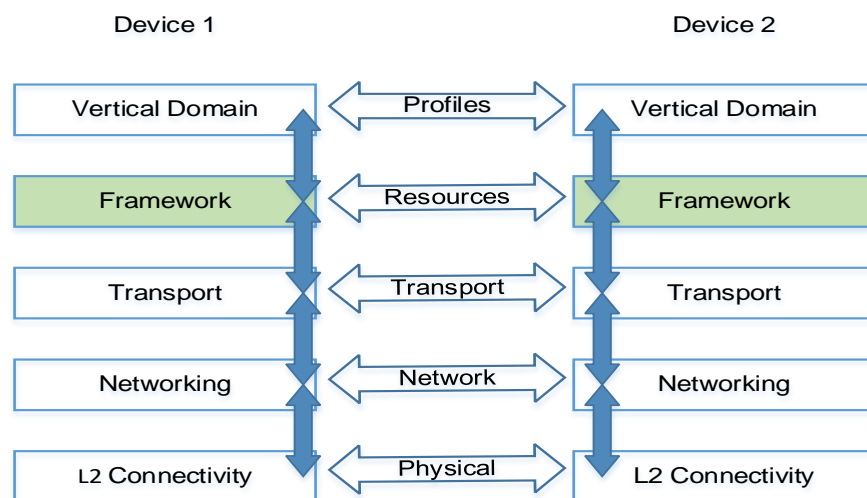 Device 1
Device 2
Vertical Domain
Profiles
Vertical Domain
Framework
Resources
Framework
Transport
Transport
Transport
Networking
Network
Networking
L2 Connectivity
Physical
L2 Connectivity